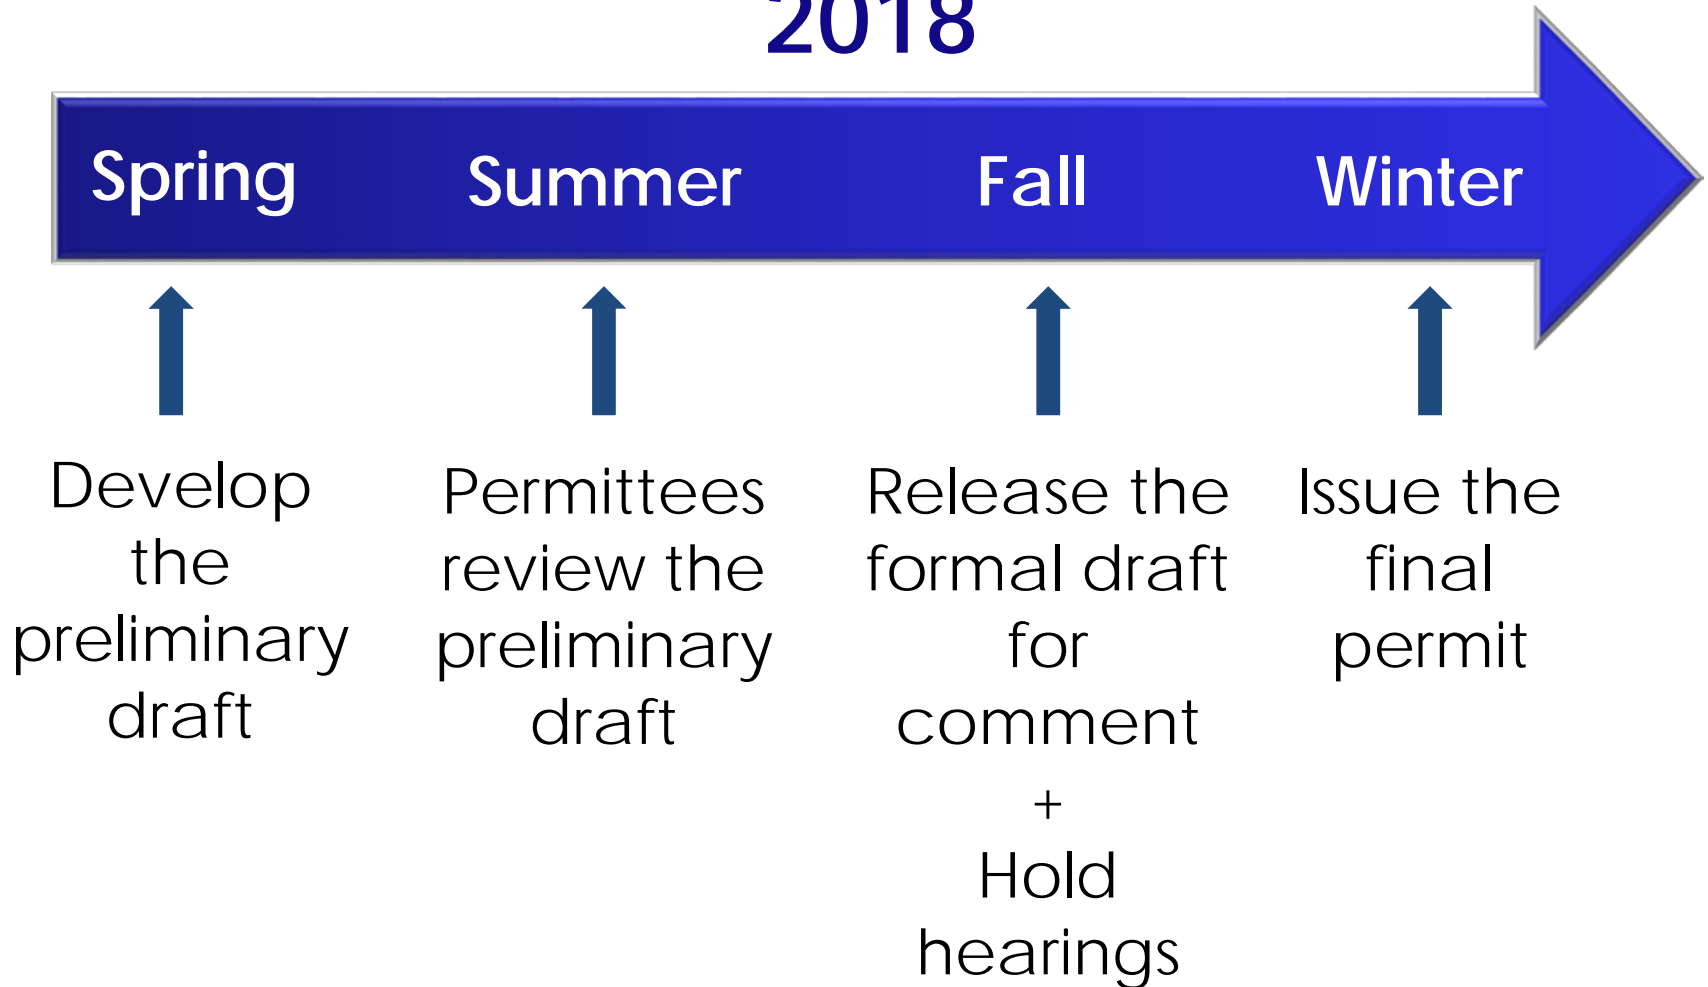 2018
Spring Summer Fall Winter
Develop
the
preliminary
draft
Permittees
review the
preliminary
draft
Release the
formal draft
for
comment
+
Hold
hearings
Issue the
final
permit